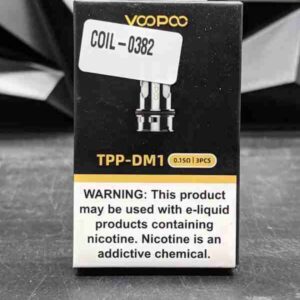 VOOPOO
COIL-0382
TPP-DM1 0.15Ω | 3PCS
WARNING: This product
may be used with e-liquid
products containing
nicotine. Nicotine is an
addictive chemical.